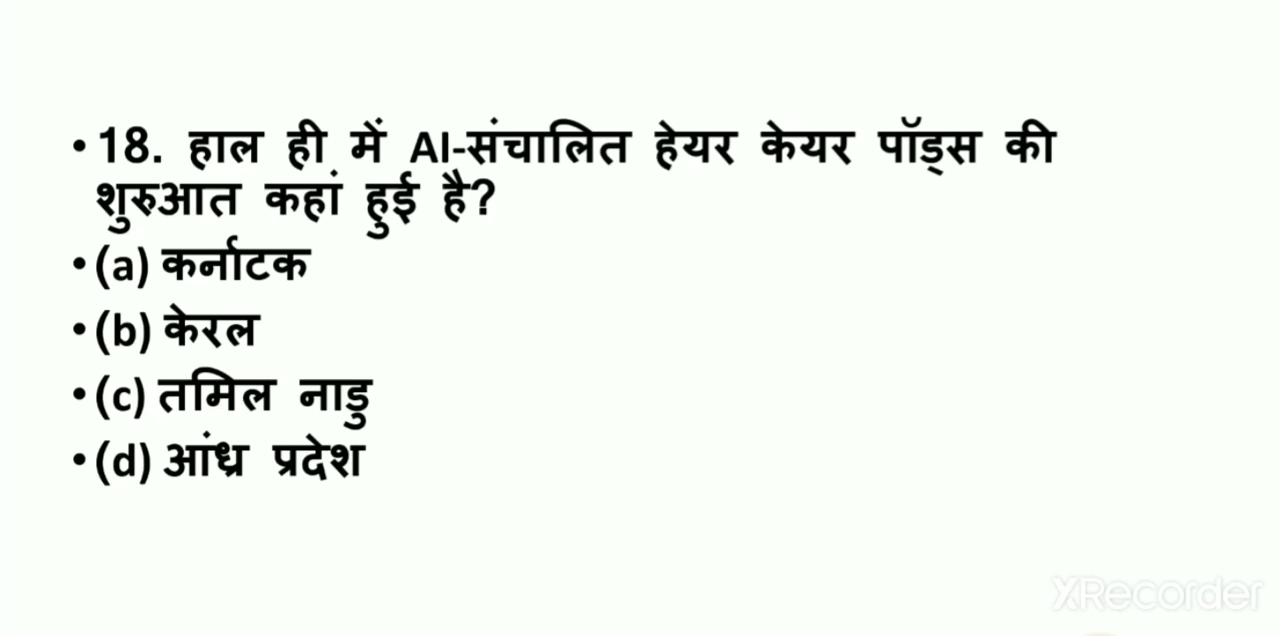 • 18. हाल ही में AI-संचालित हेयर केयर पॉड्स की
शुरुआत कहां हुई है?
• (a) कर्नाटक
• (b) केरल
• (c) तमिल नाडु
• (d) आंध्र प्रदेश
XRecorder